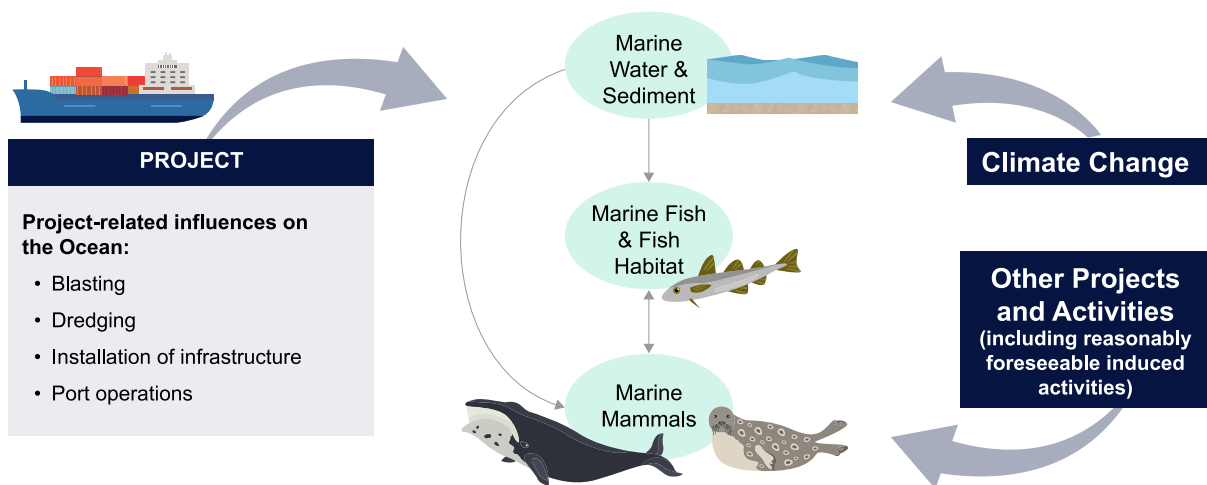 PROJECT
Project-related influences on
the Ocean:
• Blasting
• Dredging
• Installation of infrastructure
• Port operations
Marine
Water &
Sediment
Marine Fish
& Fish
Habitat
Marine
Mammals
Climate Change
Other Projects
and Activities
(including reasonably
foreseeable induced
activities)